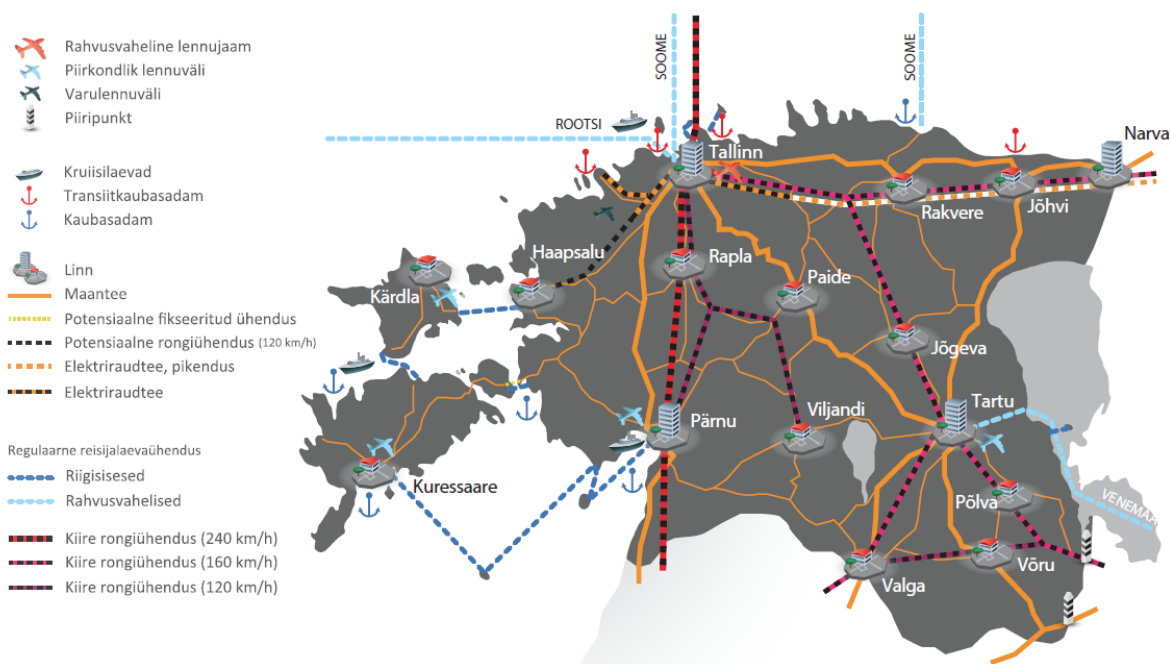 Rahvusvaheline lennujaam
Piirkondlik lennuväli
Varulennuväli
Piiripunkt
Kruiisilaevad
Transiitkaubasadam
Kaubasadam
Linn
Maantee
Potensiaalne fikseeritud ühendus
Potensiaalne rongiühendus (120 km/h)
Elektriraudtee, pikendus
Elektriraudtee
Regulaarne reisijalaevaühendus
Riigisisesed
Rahvusvahelised
Kiire rongiühendus (240 km/h)
Kiire rongiühendus (160 km/h)
Kiire rongiühendus (120 km/h)
SOOME
SOOME
ROOTSI
Tallinn
Narva
Rakvere
Jõhvi
Haapsalu
Rapla
Paide
Kärdla
Jõgeva
Pärnu
Viljandi
Tartu
Kuressaare
Põlva
VENEMAA
Valga
Võru